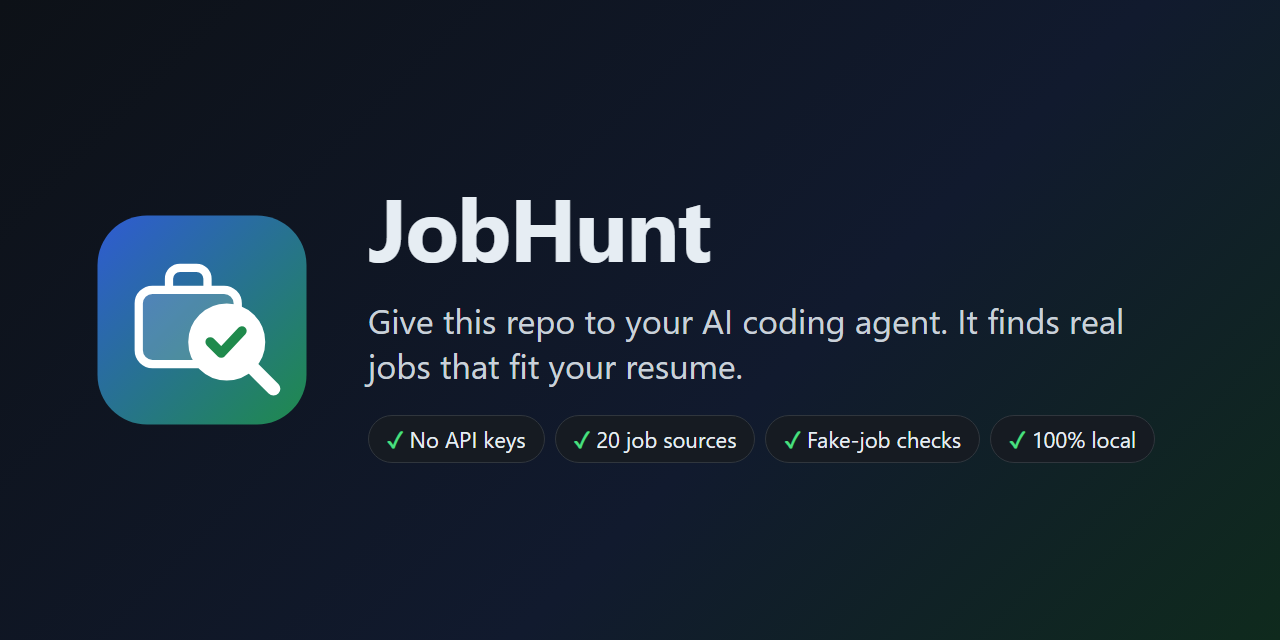 JobHunt
Give this repo to your AI coding agent. It finds real
jobs that fit your resume.
✓ No API keys ✓ 20 job sources ✓ Fake-job checks ✓ 100% local